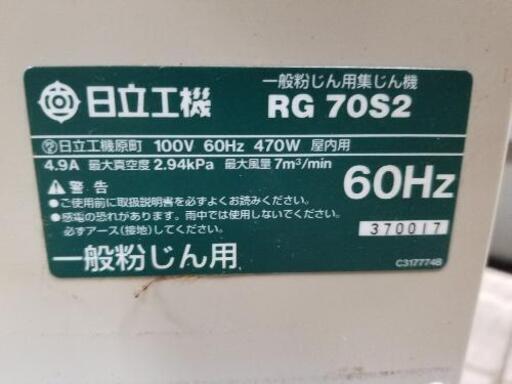 日立工機
一般粉じん用集じん機
RG 70S2
日立工機原町 100V 60Hz 470W 屋内用
4.9A 最大真空度 2.94kPa 最大風量 7m³/min
60Hz
警告
●ご使用前に取扱説明書を必ずよくお読みください。
●感電の恐れがあります。雨中では使用しないでください。
必ずアース(接地)してください。
370017
一般粉じん用
C317774B